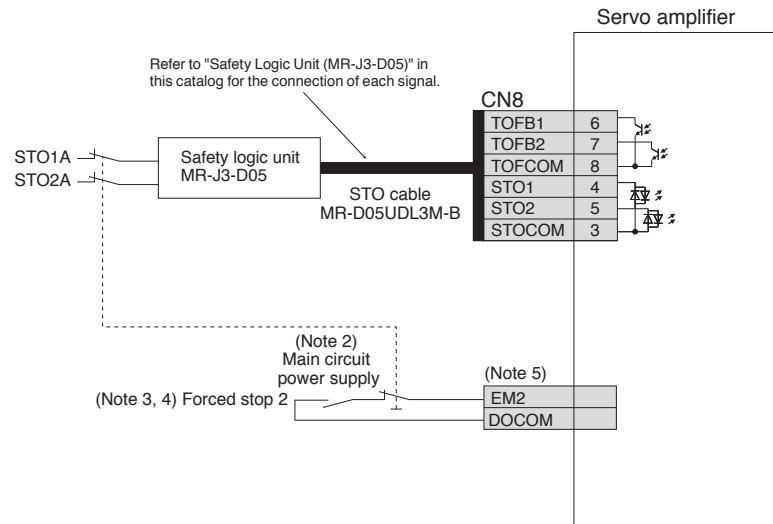 Servo amplifier
Refer to "Safety Logic Unit (MR-J3-D05)" in
this catalog for the connection of each signal.
CN8
TOFB1 6
TOFB2 7
TOFCOM 8
STO1 4
STO2 5
STOCOM 3
STO1A
STO2A
Safety logic unit
MR-J3-D05
STO cable
MR-D05UDL3M-B
(Note 2)
Main circuit
power supply
(Note 3, 4) Forced stop 2
(Note 5)
EM2
DOCOM